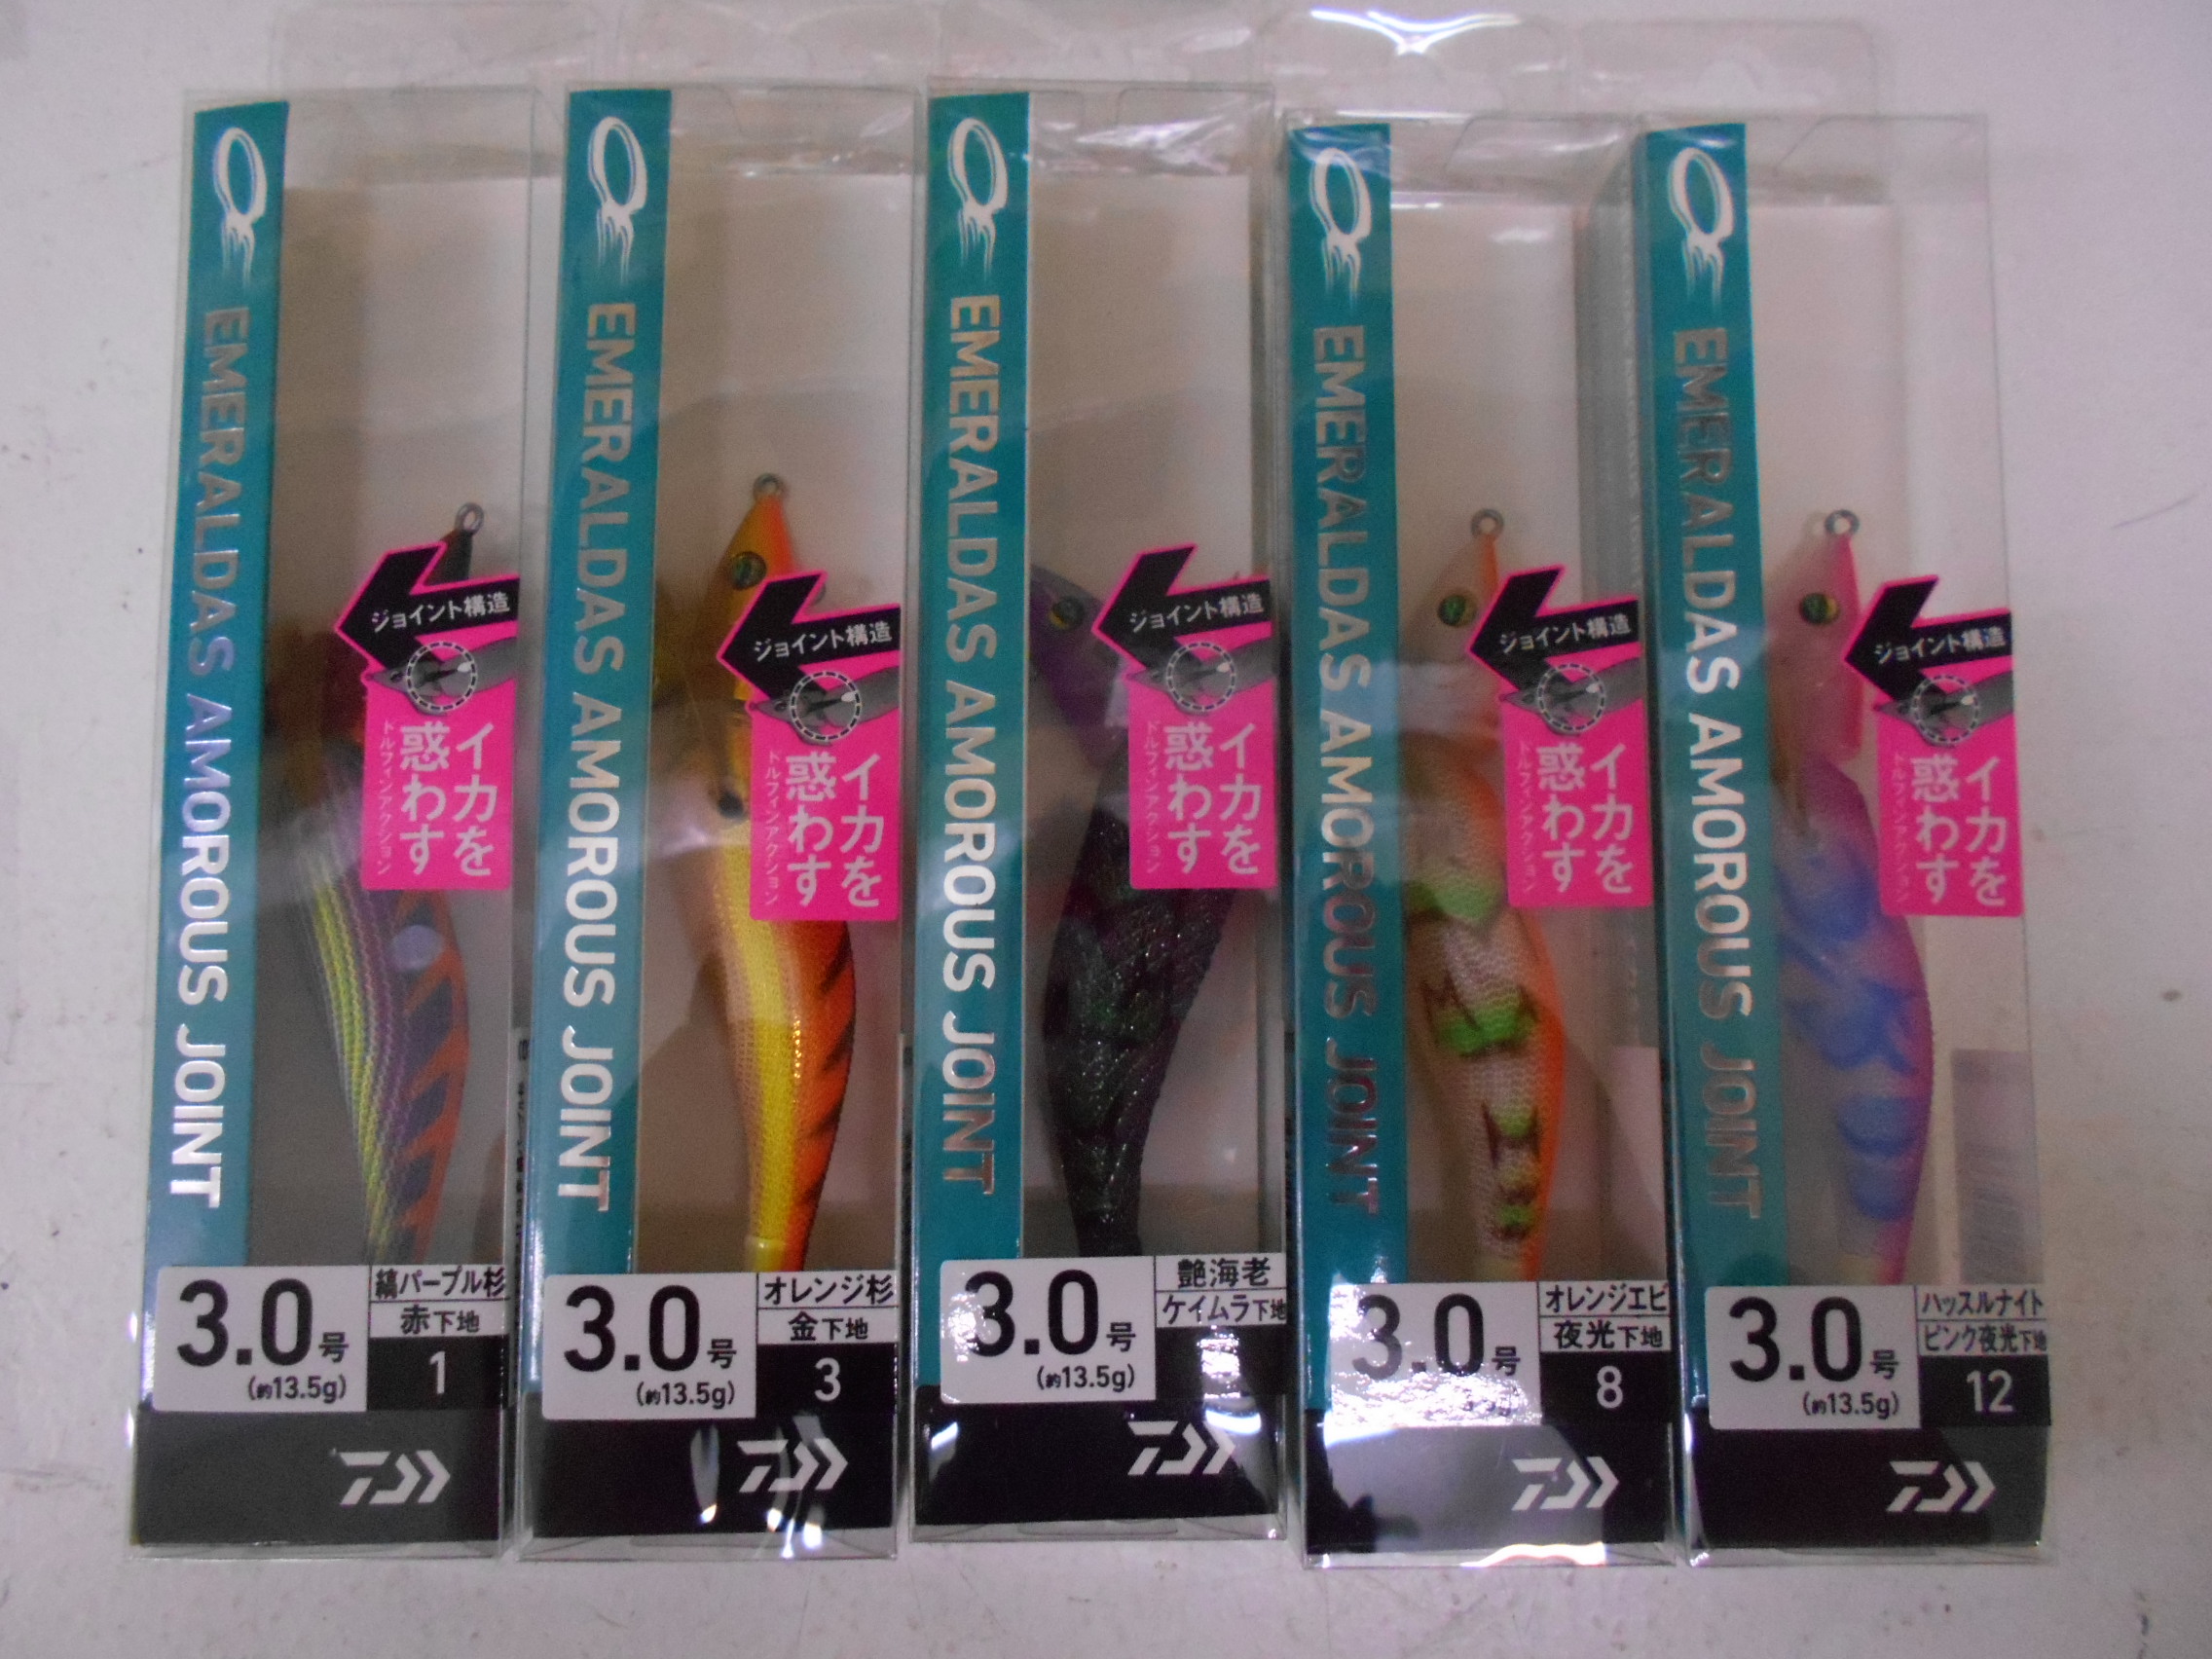 EMERALDAS AMOROUS JOINT
ジョイント構造
イカを
惑わす
ドルフィンアクション
3.0号
(約13.5g)
縞パープル杉
赤下地
1
EMERALDAS AMOROUS JOINT
ジョイント構造
イカを
惑わす
ドルフィンアクション
3.0号
(約13.5g)
オレンジ杉
金下地
3
EMERALDAS AMOROUS JOINT
ジョイント構造
イカを
惑わす
ドルフィンアクション
3.0号
(約13.5g)
艶海老
ケイムラ下地
EMERALDAS AMOROUS JOINT
ジョイント構造
イカを
惑わす
ドルフィンアクション
3.0号
オレンジエビ
夜光下地
8
EMERALDAS AMOROUS JOINT
ジョイント構造
イカを
惑わす
ドルフィンアクション
3.0号
(約13.5g)
ハッスルナイト
ピンク夜光下地
12